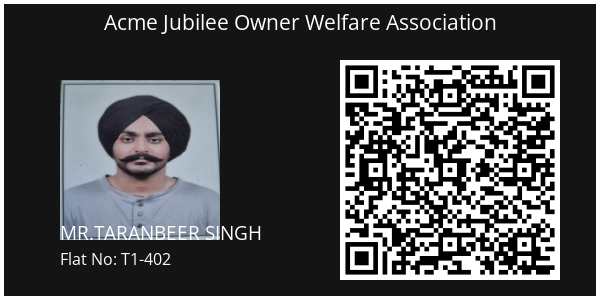 Acme Jubilee Owner Welfare Association
MR.TARANBEER SINGH
Flat No: T1-402